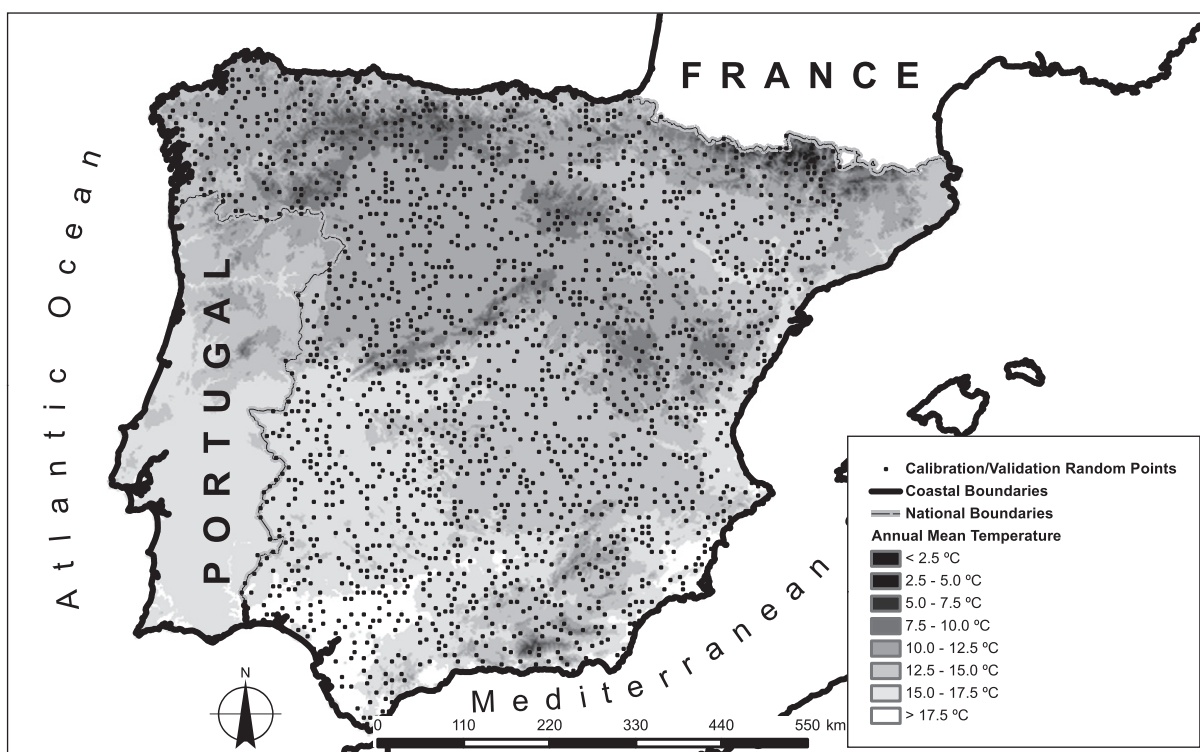 FRANCE
Atlantic Ocean
PORTUGAL
Mediterranean
N
0 110 220 330 440 550 km
Calibration/Validation Random Points
Coastal Boundaries
National Boundaries
Annual Mean Temperature
< 2.5 ºC
2.5 - 5.0 ºC
5.0 - 7.5 ºC
7.5 - 10.0 ºC
10.0 - 12.5 ºC
12.5 - 15.0 ºC
15.0 - 17.5 ºC
> 17.5 ºC